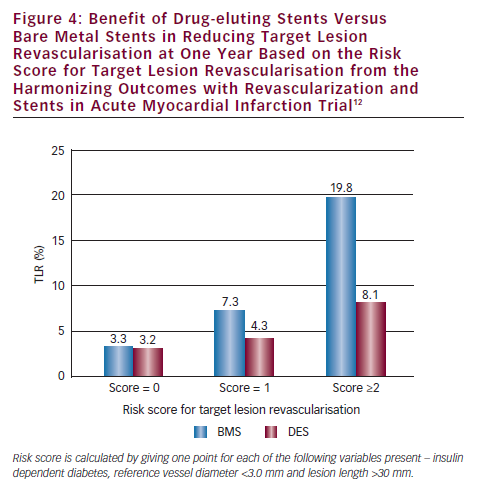 Figure 4: Benefit of Drug-eluting Stents Versus
Bare Metal Stents in Reducing Target Lesion
Revascularisation at One Year Based on the Risk
Score for Target Lesion Revascularisation from the
Harmonizing Outcomes with Revascularization and
Stents in Acute Myocardial Infarction Trial¹²
25
20
15
10
5
0
TLR (%)
19.8
8.1
7.3
4.3
3.3 3.2
Score = 0 Score = 1 Score ≥2
Risk score for target lesion revascularisation
BMS DES
Risk score is calculated by giving one point for each of the following variables present – insulin
dependent diabetes, reference vessel diameter <3.0 mm and lesion length >30 mm.